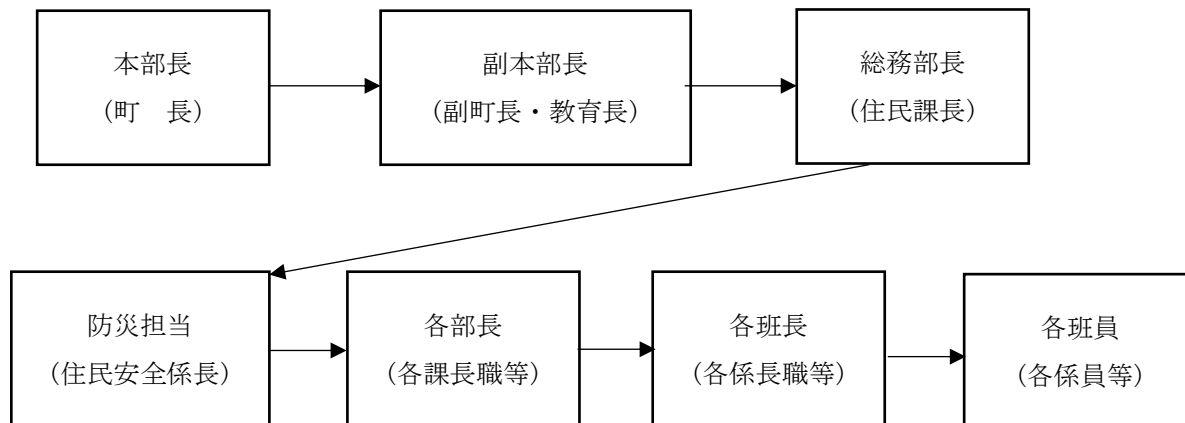 本部長
（町　長）
副本部長
（副町長・教育長）
総務部長
（住民課長）
防災担当
（住民安全係長）
各部長
（各課長職等）
各班長
（各係長職等）
各班員
（各係員等）